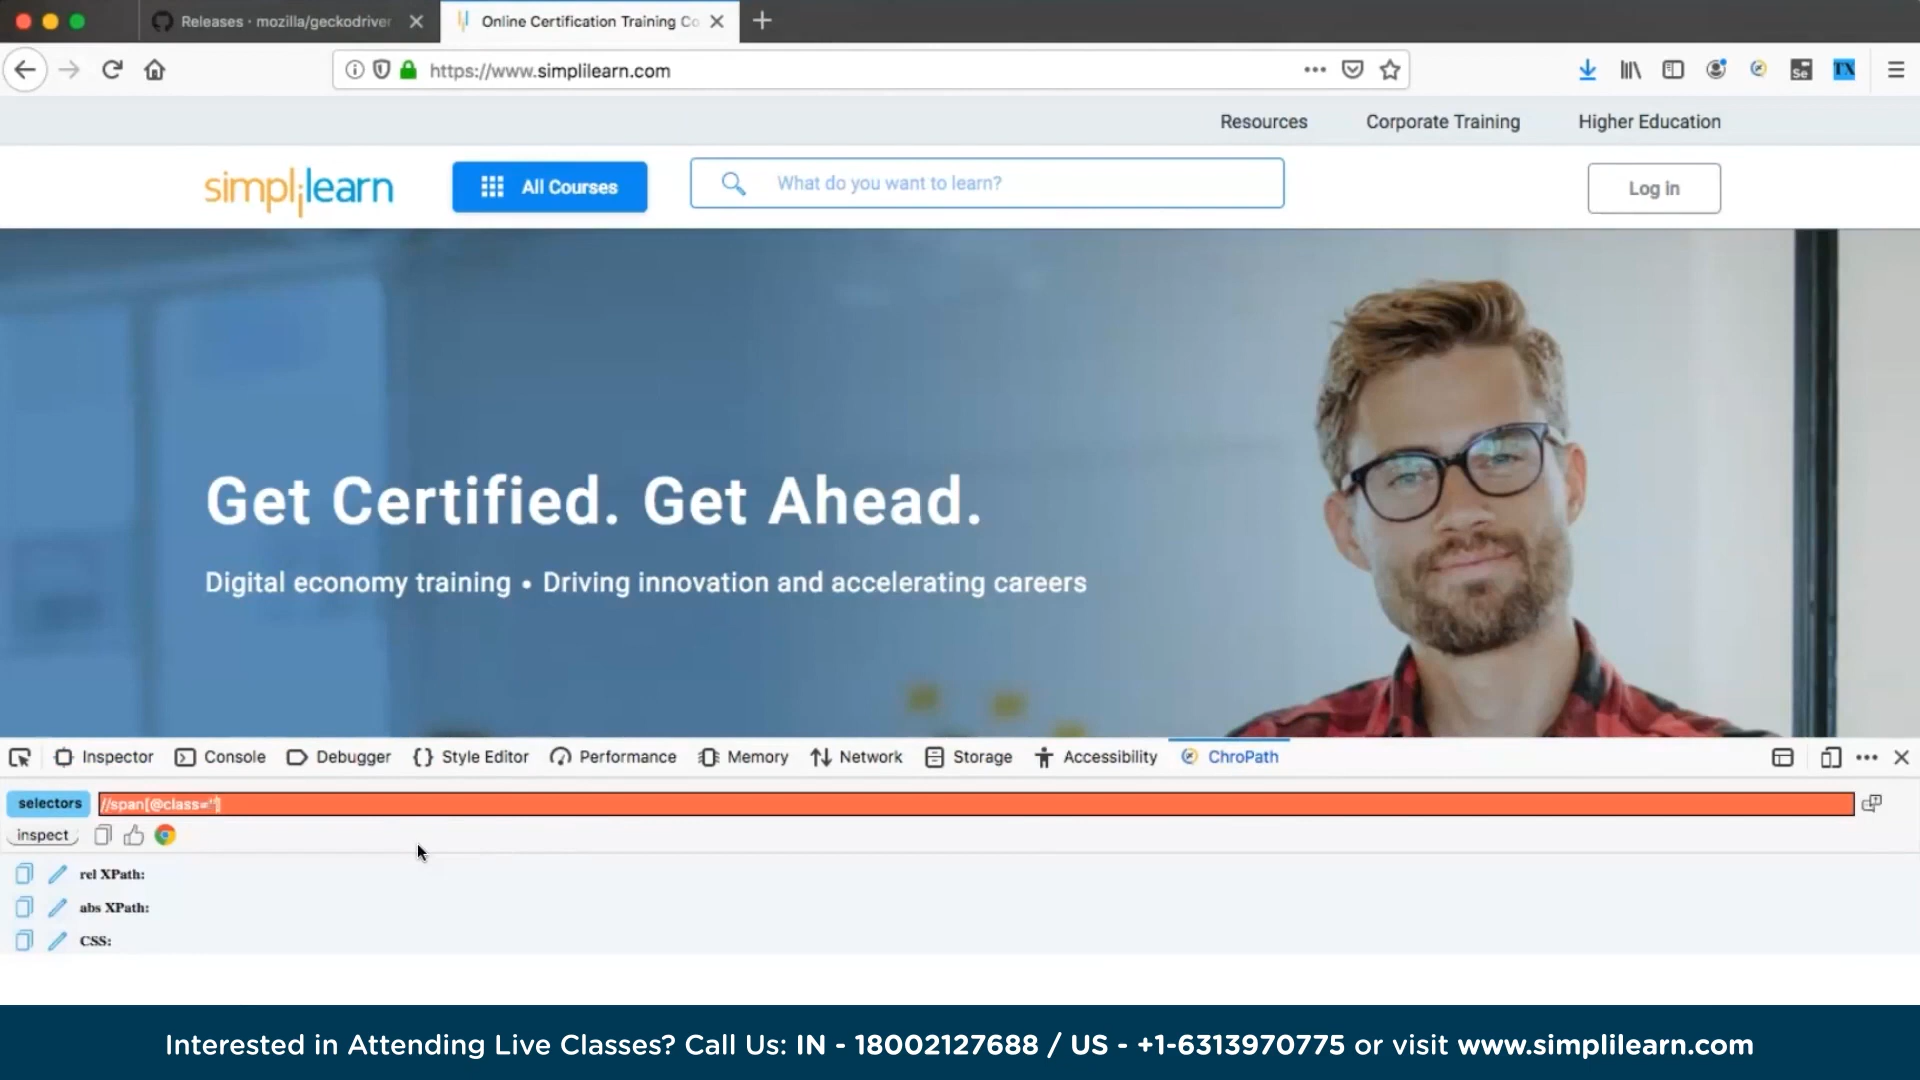 Releases · mozilla/geckodriver
Online Certification Training Co
https://www.simplilearn.com
Se
TX
Resources
Corporate Training
Higher Education
simplilearn
All Courses
What do you want to learn?
Log in
Get Certified. Get Ahead.
Digital economy training • Driving innovation and accelerating careers
Inspector
Console
Debugger
{} Style Editor
Performance
Memory
Network
Storage
Accessibility
ChroPath
selectors
//span[@class='']
inspect
rel XPath:
abs XPath:
CSS:
Interested in Attending Live Classes? Call Us: IN - 18002127688 / US - +1-6313970775 or visit www.simplilearn.com